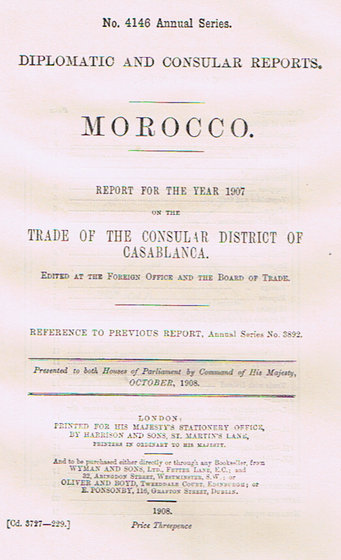 No. 4146 Annual Series.
DIPLOMATIC AND CONSULAR REPORTS.
MOROCCO.
REPORT FOR THE YEAR 1907
ON THE
TRADE OF THE CONSULAR DISTRICT OF
CASABLANCA.
EDITED AT THE FOREIGN OFFICE AND THE BOARD OF TRADE.
REFERENCE TO PREVIOUS REPORT, Annual Series No. 3892.
Presented to both Houses of Parliament by Command of His Majesty,
OCTOBER, 1908.
LONDON:
PRINTED FOR HIS MAJESTY'S STATIONERY OFFICE,
BY HARRISON AND SONS, ST. MARTIN'S LANE,
PRINTERS IN ORDINARY TO HIS MAJESTY.
And to be purchased either directly or through any Bookseller, from
WYMAN AND SONS, LTD., FETTER LANE, E.C.; and
32, ABINGDON STREET, WESTMINSTER, S.W.; or
OLIVER AND BOYD, TWEEDDALE COURT, EDINBURGH; or
E. PONSONBY, 116, GRAFTON STREET, DUBLIN.
1908.
[Cd. 3727—229.] Price Threepence